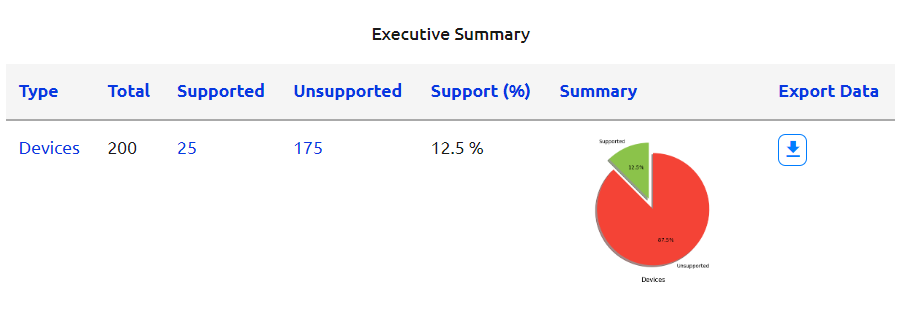 Executive Summary
Type Total Supported Unsupported Support (%) Summary Export Data
Devices 200 25 175 12.5 %
Supported
12.5%
87.5%
Unsupported
Devices